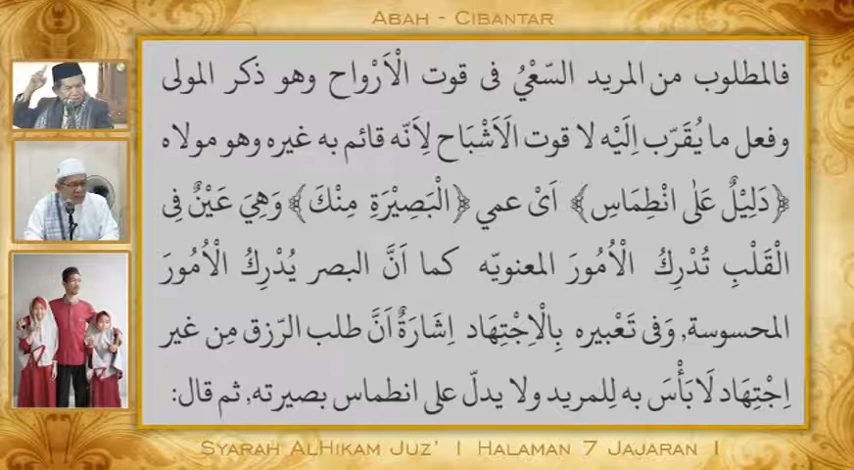 Abah - Cibantar
فالمطلوب من المريد السّعْيُ فى قوت الْاَرْواح وهو ذكر المولى
وفعل ما يُقَرّب اِلَيْه لا قوت الْاَشْبَاح لِاَنّه قائم به غيره وهو مولاه
﴿دَلِيْلٌ عَلٰى انْطِمَاسِ﴾ اَىْ عمي ﴿الْبَصِيْرَةِ مِنْكَ﴾ وَهِيَ عَيْنٌ فِى
الْقَلْبِ تُدْرِكُ الْاُمُورَ المعنويّه كما اَنَّ البصر يُدْرِكُ الْاُمُورَ
المحسوسة, وَفى تَعْبيره بِالْاِجْتِهَاد اِشَارَةٌ اَنَّ طلب الرّزق مِن غير
اِجْتِهَاد لَابَأْسَ به لِلمريد ولا يدلّ على انطماس بصيرته, ثم قال:
Syarah AlHikam Juz' 1 Halaman 7 Jajaran 1